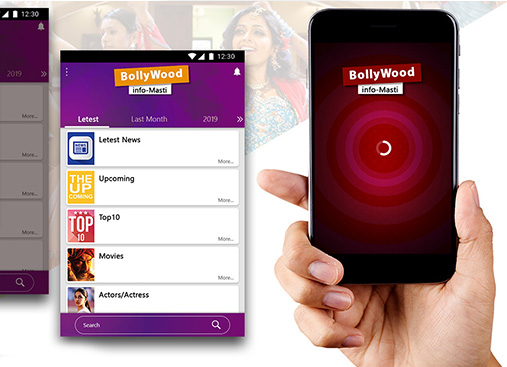 12:30
2019
More...
More...
More...
More...
12:30
BollyWood
info-Masti
Letest
Last Month
2019
NEWS
Letest News
More...
THE UP COMING
Upcoming
More...
TOP 10
Top10
More...
Movies
More...
Actors/Actress
Search
BollyWood
info-Masti